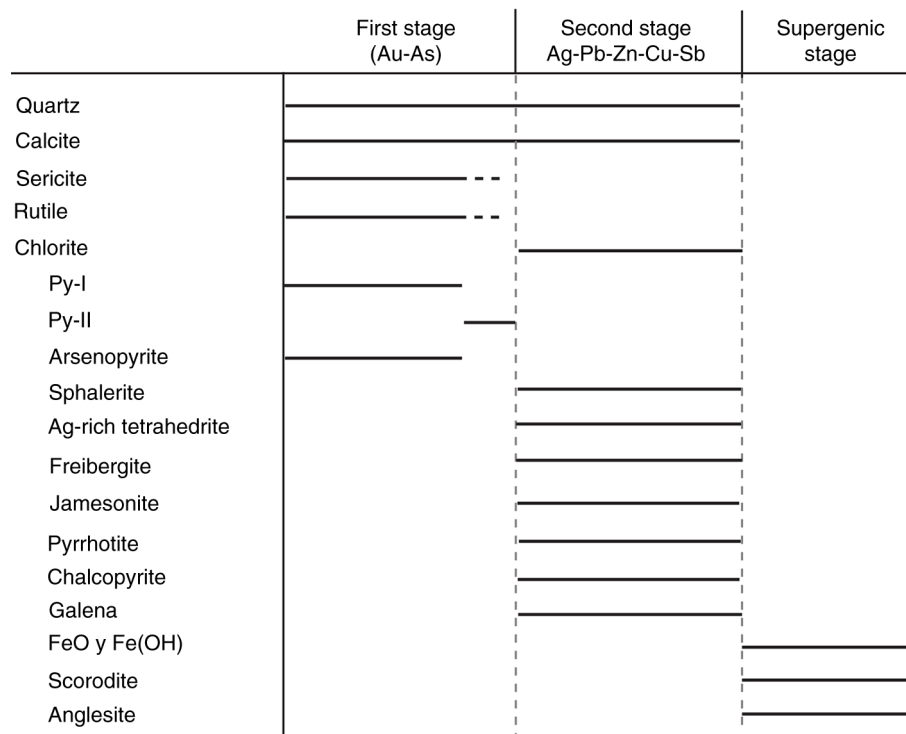 First stage
(Au-As)
Second stage
Ag-Pb-Zn-Cu-Sb
Supergenic
stage
Quartz
Calcite
Sericite
Rutile
Chlorite
Py-I
Py-II
Arsenopyrite
Sphalerite
Ag-rich tetrahedrite
Freibergite
Jamesonite
Pyrrhotite
Chalcopyrite
Galena
FeO y Fe(OH)
Scorodite
Anglesite